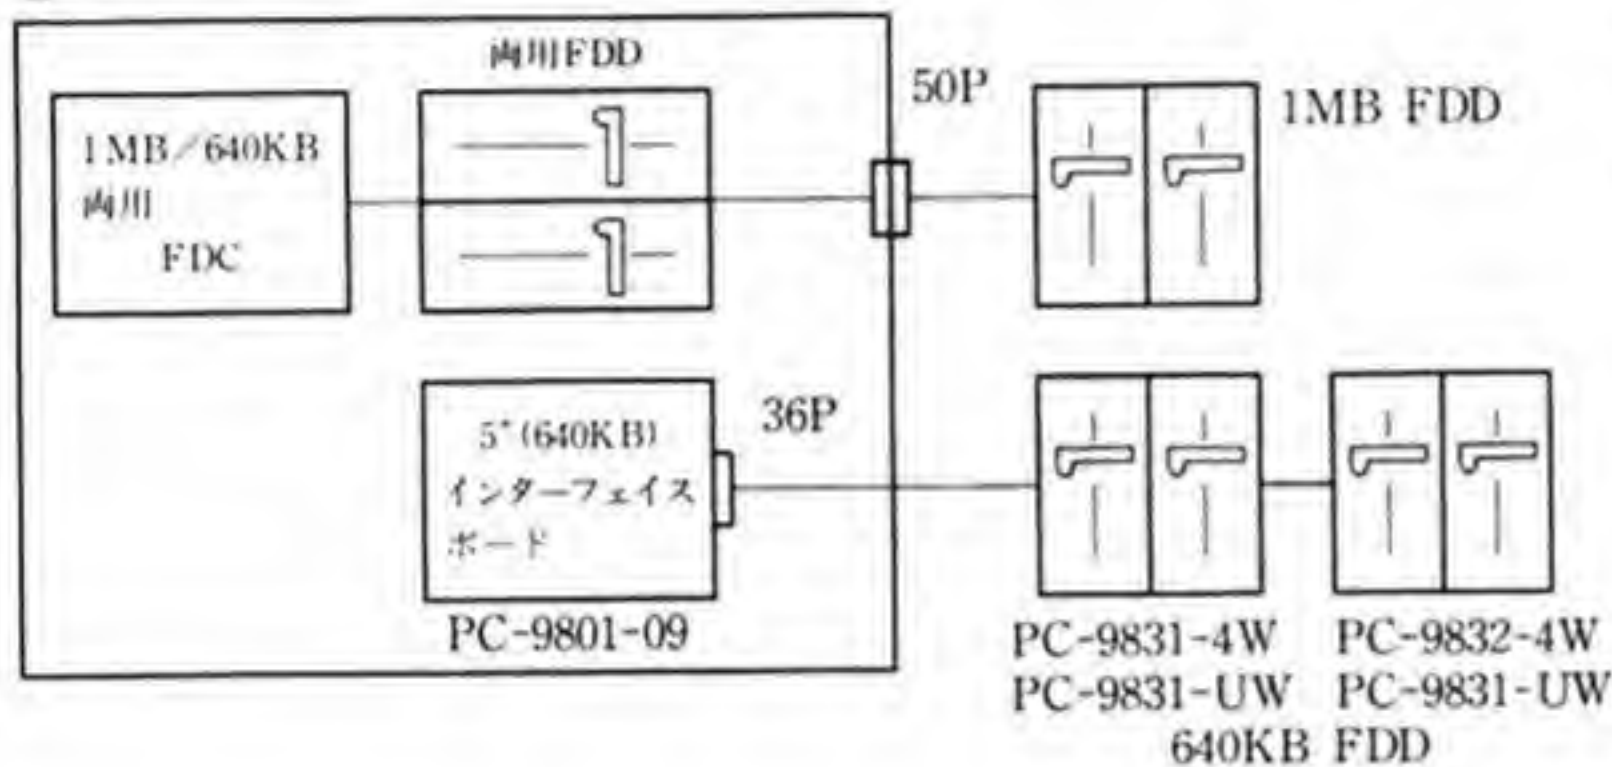 両用FDD
1MB/640KB
両用
FDC
50P
1MB FDD
5″(640KB)
インターフェイス
ボード
36P
PC-9801-09
PC-9831-4W
PC-9831-UW
PC-9832-4W
PC-9831-UW
640KB FDD